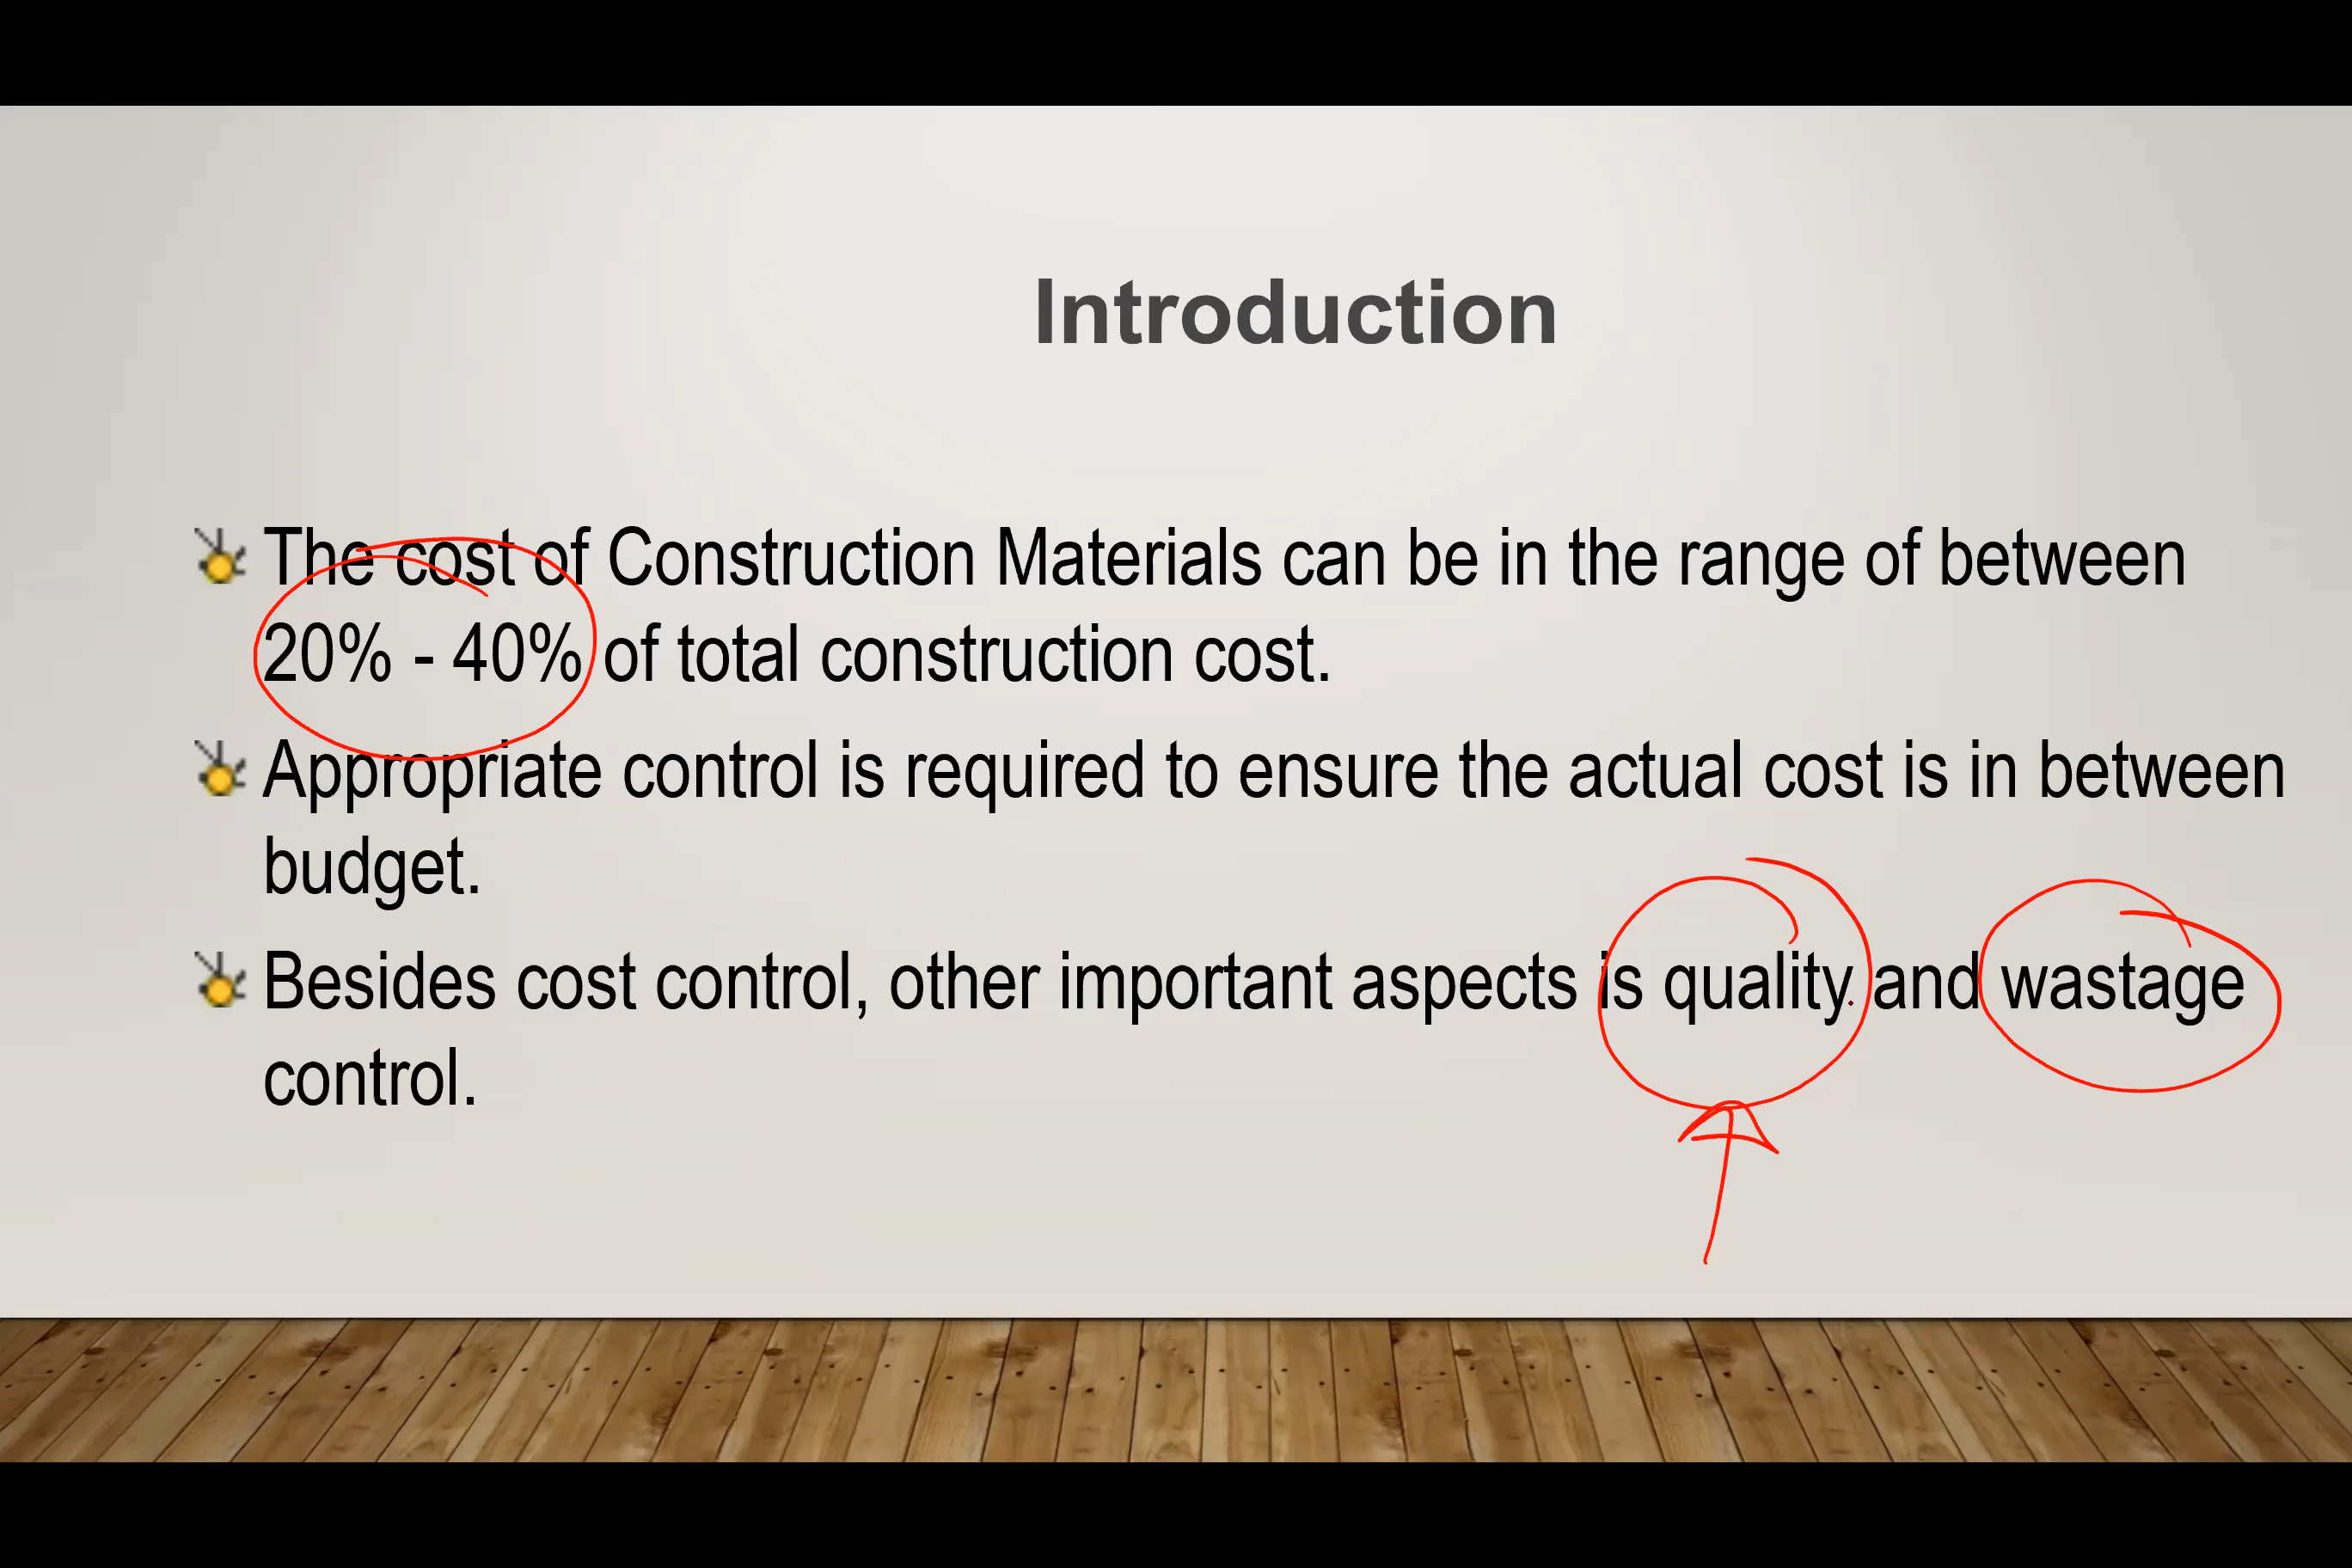 Introduction
The cost of Construction Materials can be in the range of between
20% - 40% of total construction cost.
Appropriate control is required to ensure the actual cost is in between
budget.
Besides cost control, other important aspects is quality and wastage
control.